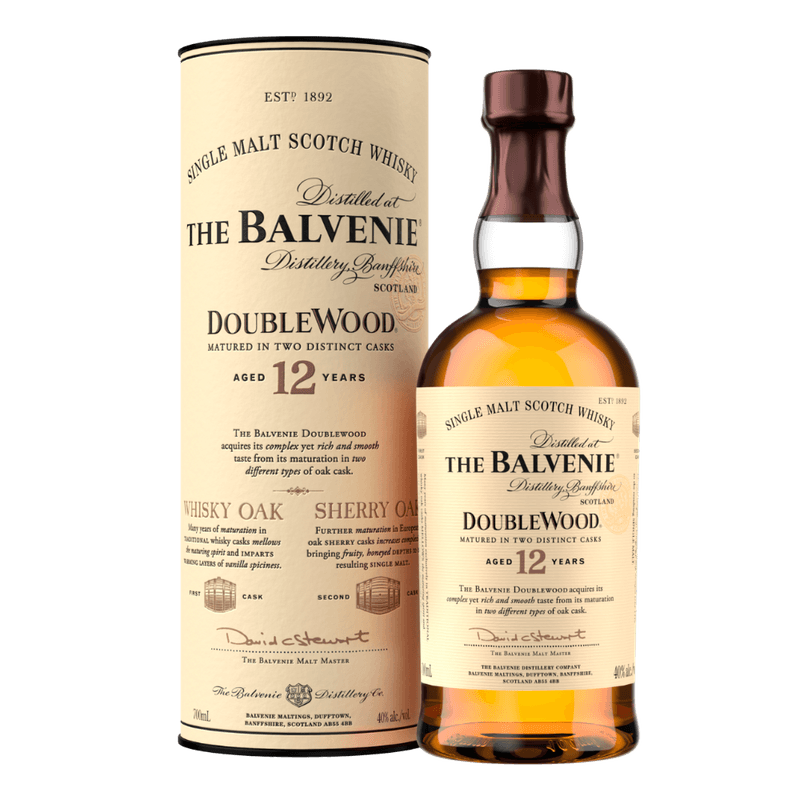 ESTD 1892
SINGLE MALT SCOTCH WHISKY
Distilled at
THE BALVENIE®
Distillery, Banffshire
SCOTLAND
DOUBLEWOOD
MATURED IN TWO DISTINCT CASKS
AGED 12 YEARS
THE BALVENIE DOUBLEWOOD
acquires its complex yet rich and smooth
taste from its maturation in two
different types of oak cask.
WHISKY OAK
Many years of maturation in
TRADITIONAL whisky casks mellows
the maturing spirit and IMPARTS
LAYERS of vanilla spiciness.
FIRST CASK
SHERRY OAK
FURTHER maturation in European
oak SHERRY casks increases
bringing fruity, honeyed DEPTHS
resulting SINGLE MALT.
SECOND CASK
David C Stewart
THE BALVENIE MALT MASTER
The Balvenie Distillery Co.
700mL
BALVENIE MALTINGS, DUFFTOWN,
BANFFSHIRE, SCOTLAND AB55 4BB
40% alc./vol.
ESTD 1892
SINGLE MALT SCOTCH WHISKY
Distilled at
THE BALVENIE®
Distillery, Banffshire
SCOTLAND
DOUBLEWOOD
MATURED IN TWO DISTINCT CASKS
AGED 12 YEARS
THE BALVENIE DOUBLEWOOD acquires its
complex yet rich and smooth taste from its maturation
in two different types of oak cask.
David C Stewart
THE BALVENIE MALT MASTER
THE BALVENIE DISTILLERY COMPANY
BALVENIE MALTINGS, DUFFTOWN, BANFFSHIRE,
SCOTLAND AB55 4BB
40% alc.